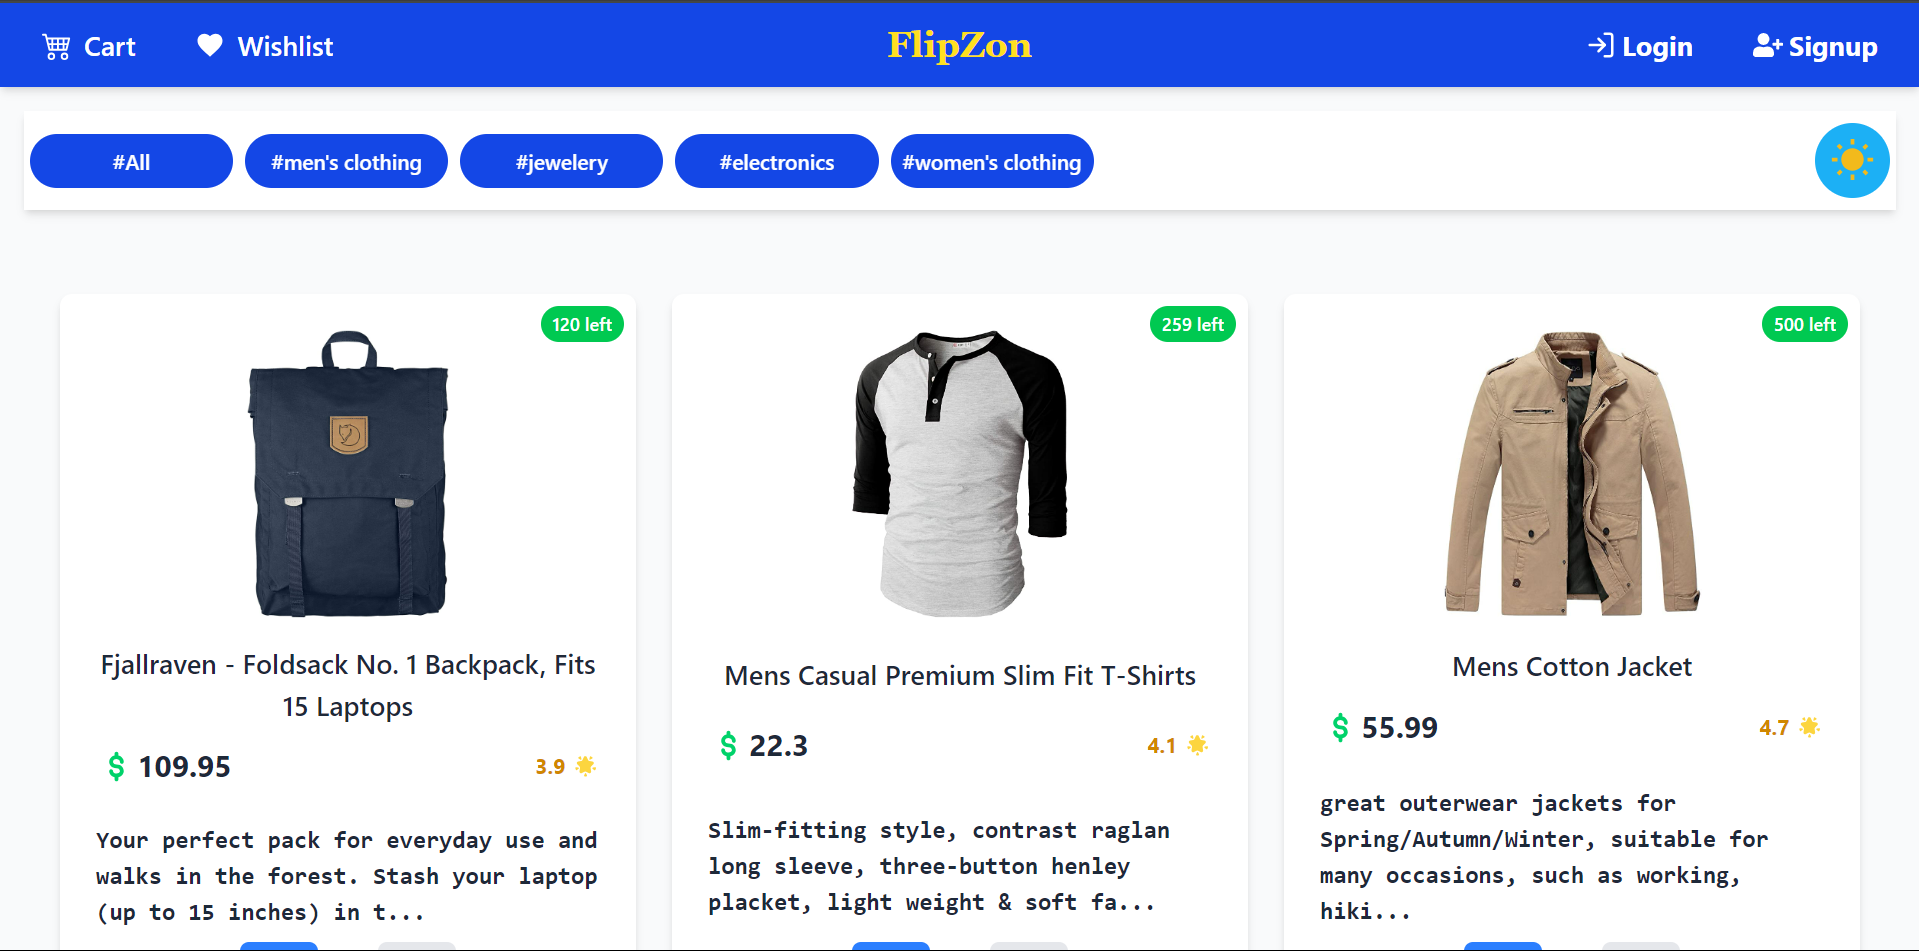 Cart Wishlist FlipZon Login Signup
#All #men's clothing #jewelery #electronics #women's clothing
120 left
Fjallraven - Foldsack No. 1 Backpack, Fits
15 Laptops
$ 109.95 3.9
Your perfect pack for everyday use and
walks in the forest. Stash your laptop
(up to 15 inches) in t...
259 left
Mens Casual Premium Slim Fit T-Shirts
$ 22.3 4.1
Slim-fitting style, contrast raglan
long sleeve, three-button henley
placket, light weight & soft fa...
500 left
Mens Cotton Jacket
$ 55.99 4.7
great outerwear jackets for
Spring/Autumn/Winter, suitable for
many occasions, such as working,
hiki...